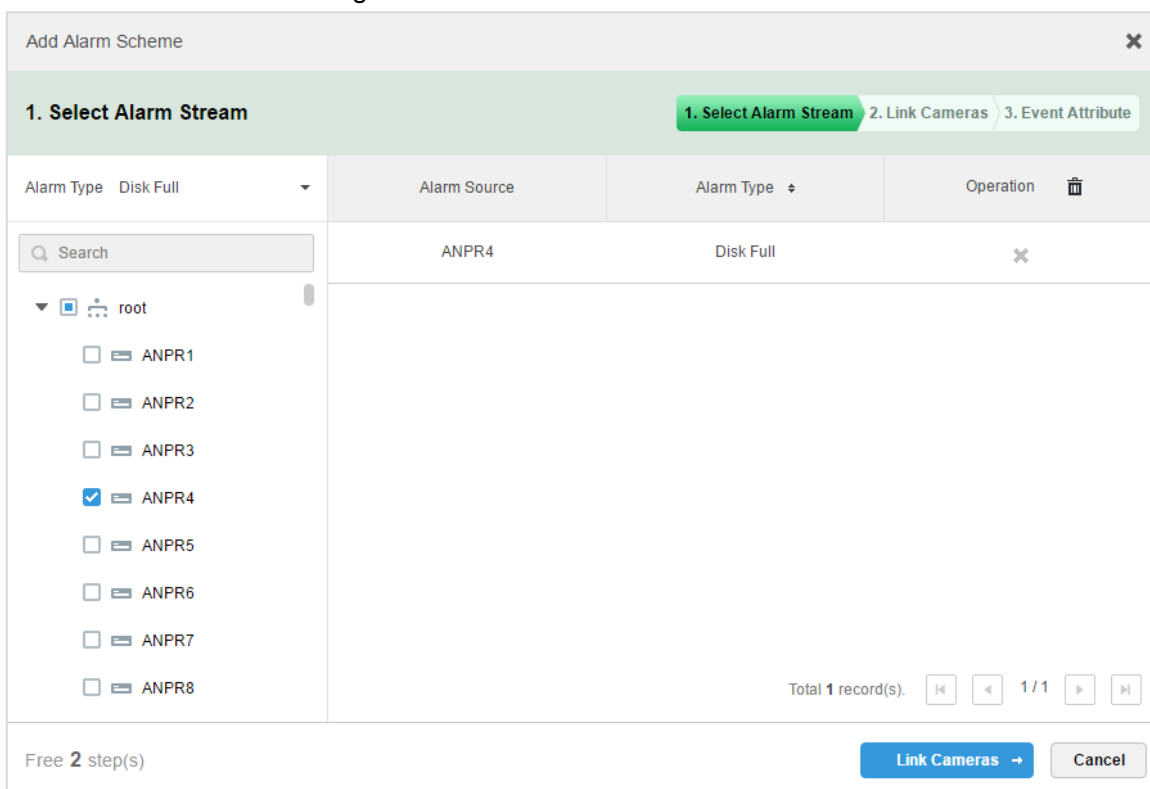 Add Alarm Scheme
1. Select Alarm Stream
1. Select Alarm Stream 2. Link Cameras 3. Event Attribute
Alarm Type Disk Full
Alarm Source Alarm Type Operation
Search
ANPR4 Disk Full
root
ANPR1
ANPR2
ANPR3
ANPR4
ANPR5
ANPR6
ANPR7
ANPR8
Total 1 record(s). 1/1
Free 2 step(s)
Link Cameras → Cancel